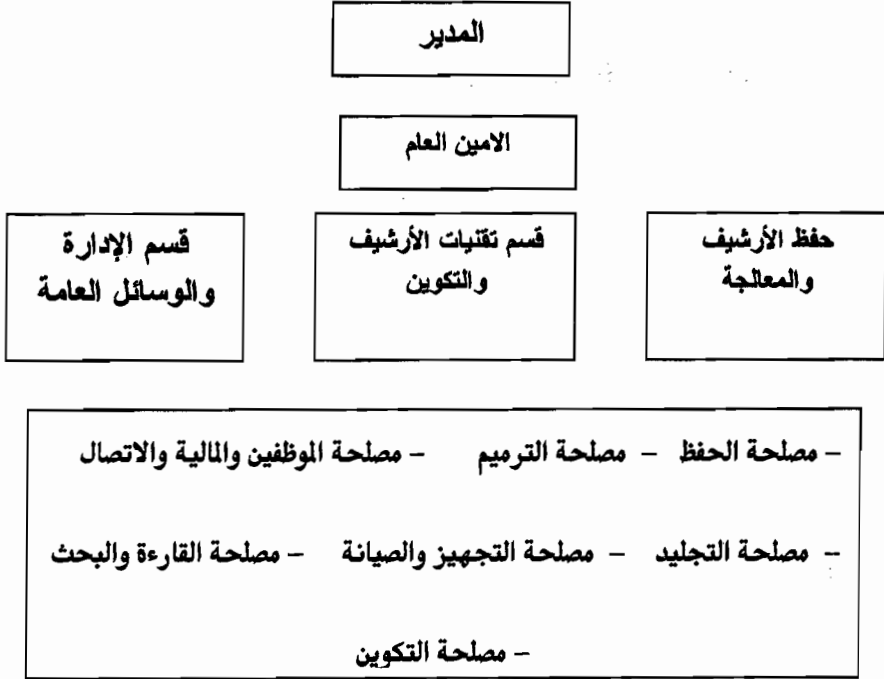 المدير
الامين العام
حفظ الأرشيف
والمعالجة
قسم تقنيات الأرشيف
والتكوين
قسم الإدارة
والوسائل العامة
– مصلحة الحفظ – مصلحة الترميم – مصلحة الموظفين والمالية والاتصال
– مصلحة التجليد – مصلحة التجهيز والصيانة – مصلحة القارءة والبحث
– مصلحة التكوين